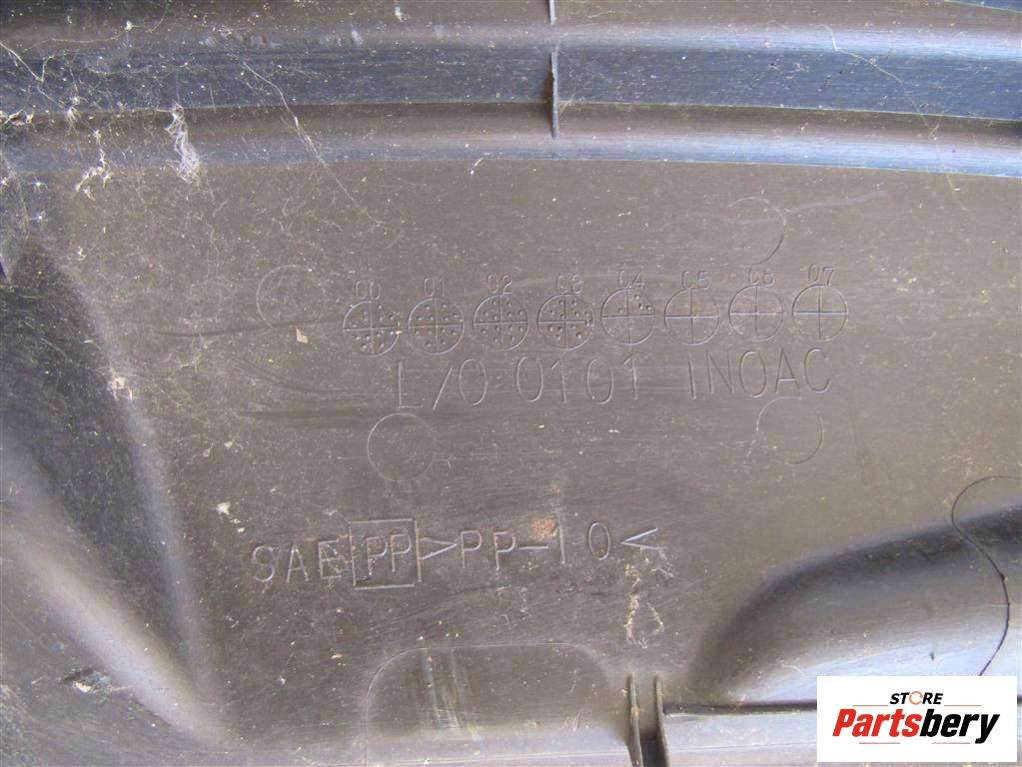 00 01 02 03 04 05 06 07
L/O 0101 INOAC
SAE PP >PP-10<
STORE
Partsbery